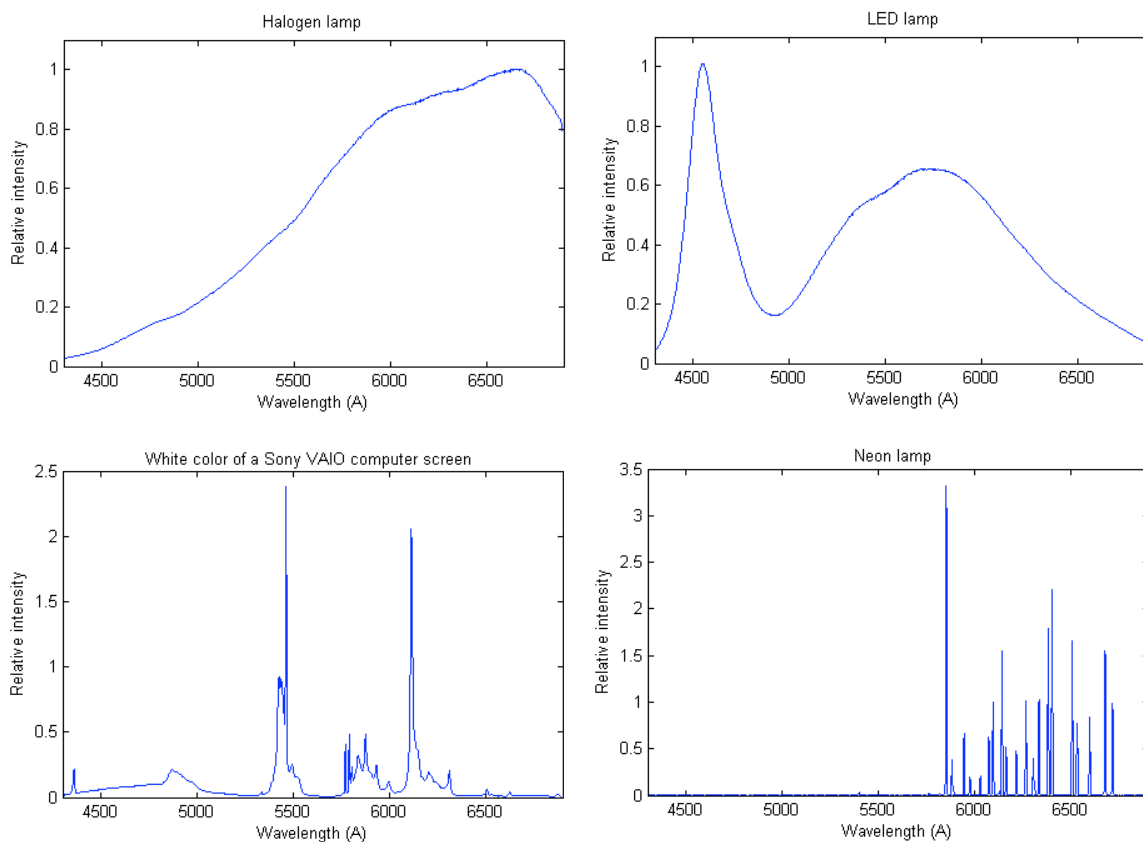 Halogen lamp
1
0.8
0.6
0.4
0.2
0
Relative intensity
4500 5000 5500 6000 6500
Wavelength (A)
LED lamp
1
0.8
0.6
0.4
0.2
0
Relative intensity
4500 5000 5500 6000 6500
Wavelength (A)
White color of a Sony VAIO computer screen
2.5
2
1.5
1
0.5
0
Relative intensity
4500 5000 5500 6000 6500
Wavelength (A)
Neon lamp
3.5
3
2.5
2
1.5
1
0.5
0
Relative intensity
4500 5000 5500 6000 6500
Wavelength (A)